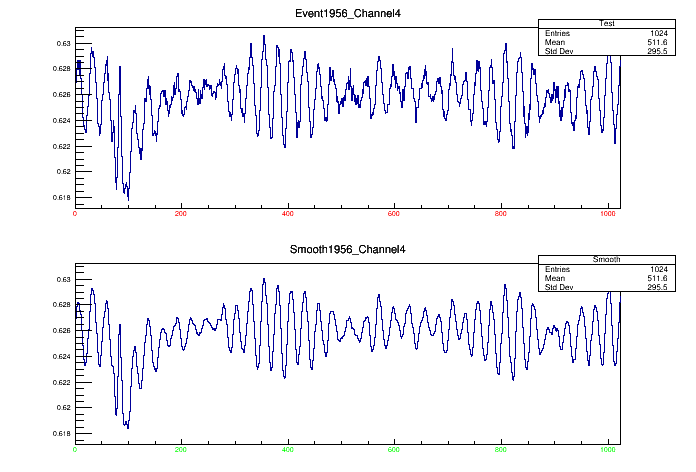 Event1956_Channel4
Test
Entries 1024
Mean 511.6
Std Dev 295.5
0.63
0.628
0.626
0.624
0.622
0.62
0.618
0 200 400 600 800 1000
Smooth1956_Channel4
Smooth
Entries 1024
Mean 511.6
Std Dev 295.5
0.63
0.628
0.626
0.624
0.622
0.62
0.618
0 200 400 600 800 1000